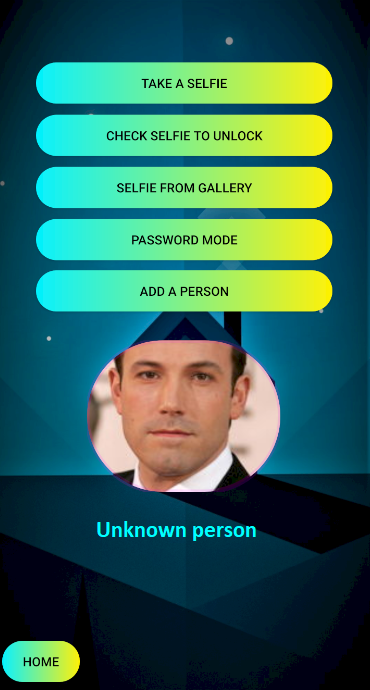 TAKE A SELFIE
CHECK SELFIE TO UNLOCK
SELFIE FROM GALLERY
PASSWORD MODE
ADD A PERSON
Unknown person
HOME